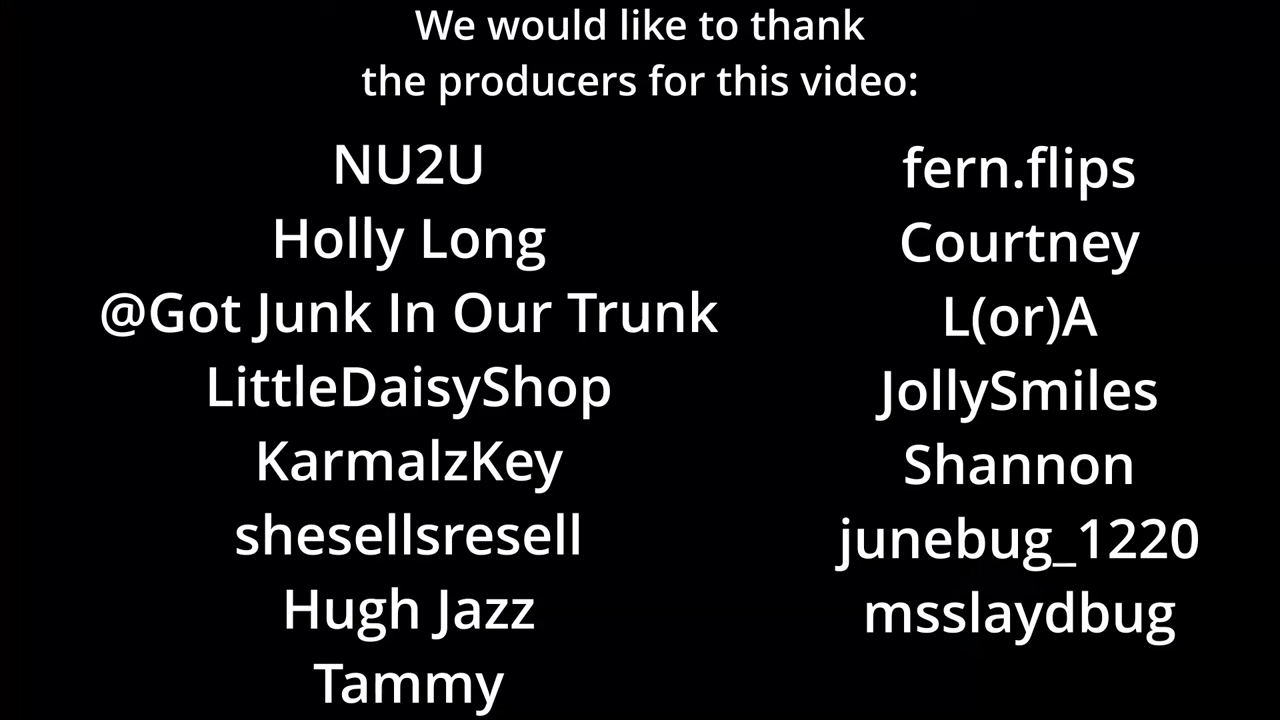 We would like to thank
the producers for this video:
NU2U
Holly Long
@Got Junk In Our Trunk
LittleDaisyShop
KarmalzKey
shesellsresell
Hugh Jazz
Tammy
fern.flips
Courtney
L(or)A
JollySmiles
Shannon
junebug_1220
msslaydbug